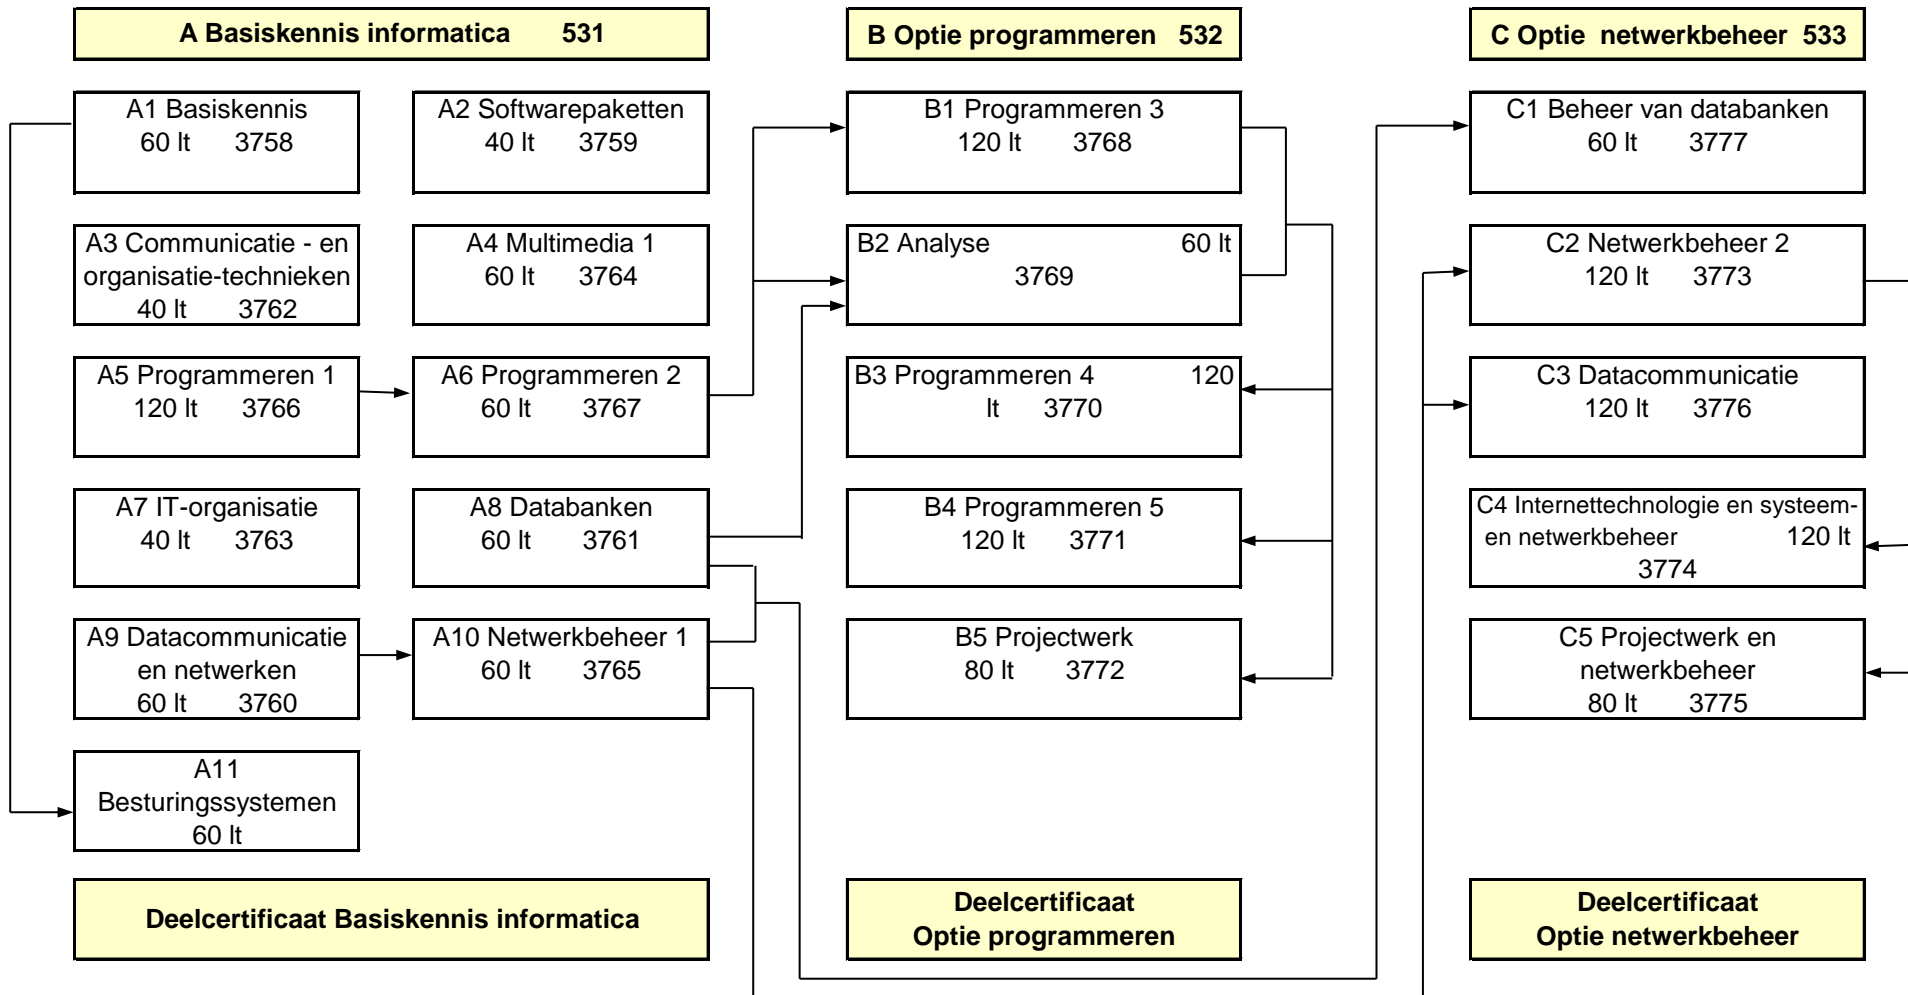 A Basiskennis informatica 531
B Optie programmeren 532
C Optie netwerkbeheer 533
A1 Basiskennis
60 lt 3758
A2 Softwarepaketten
40 lt 3759
B1 Programmeren 3
120 lt 3768
C1 Beheer van databanken
60 lt 3777
A3 Communicatie - en
organisatie-technieken
40 lt 3762
A4 Multimedia 1
60 lt 3764
B2 Analyse 60 lt
3769
C2 Netwerkbeheer 2
120 lt 3773
A5 Programmeren 1
120 lt 3766
A6 Programmeren 2
60 lt 3767
B3 Programmeren 4 120
lt 3770
C3 Datacommunicatie
120 lt 3776
A7 IT-organisatie
40 lt 3763
A8 Databanken
60 lt 3761
B4 Programmeren 5
120 lt 3771
C4 Internettechnologie en systeem-
en netwerkbeheer 120 lt
3774
A9 Datacommunicatie
en netwerken
60 lt 3760
A10 Netwerkbeheer 1
60 lt 3765
B5 Projectwerk
80 lt 3772
C5 Projectwerk en
netwerkbeheer
80 lt 3775
A11
Besturingssystemen
60 lt
Deelcertificaat Basiskennis informatica
Deelcertificaat
Optie programmeren
Deelcertificaat
Optie netwerkbeheer